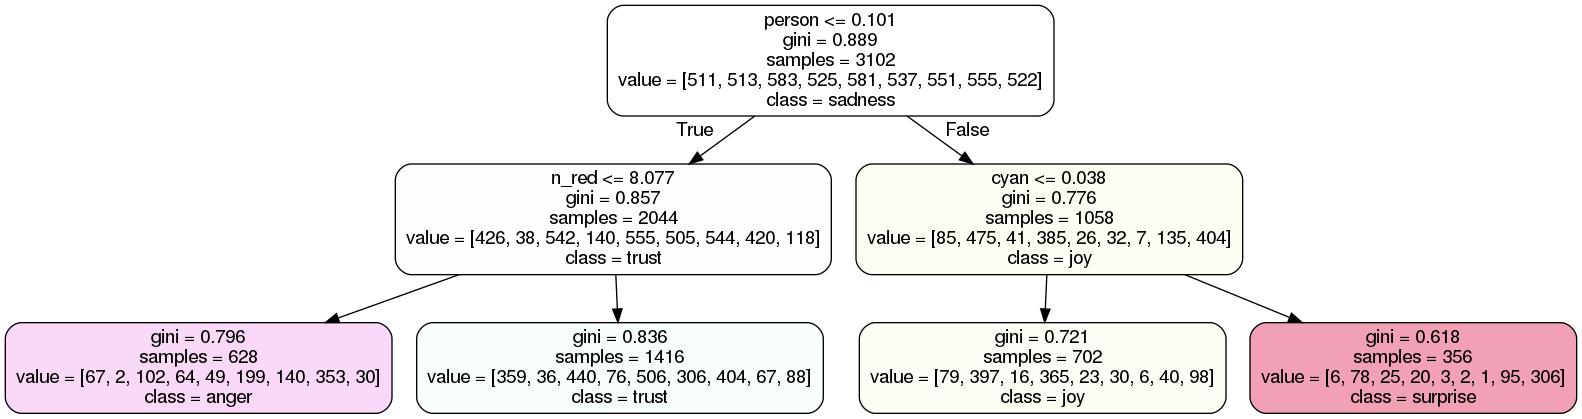 person <= 0.101
gini = 0.889
samples = 3102
value = [511, 513, 583, 525, 581, 537, 551, 555, 522]
class = sadness
True
False
n_red <= 8.077
gini = 0.857
samples = 2044
value = [426, 38, 542, 140, 555, 505, 544, 420, 118]
class = trust
cyan <= 0.038
gini = 0.776
samples = 1058
value = [85, 475, 41, 385, 26, 32, 7, 135, 404]
class = joy
gini = 0.796
samples = 628
value = [67, 2, 102, 64, 49, 199, 140, 353, 30]
class = anger
gini = 0.836
samples = 1416
value = [359, 36, 440, 76, 506, 306, 404, 67, 88]
class = trust
gini = 0.721
samples = 702
value = [79, 397, 16, 365, 23, 30, 6, 40, 98]
class = joy
gini = 0.618
samples = 356
value = [6, 78, 25, 20, 3, 2, 1, 95, 306]
class = surprise